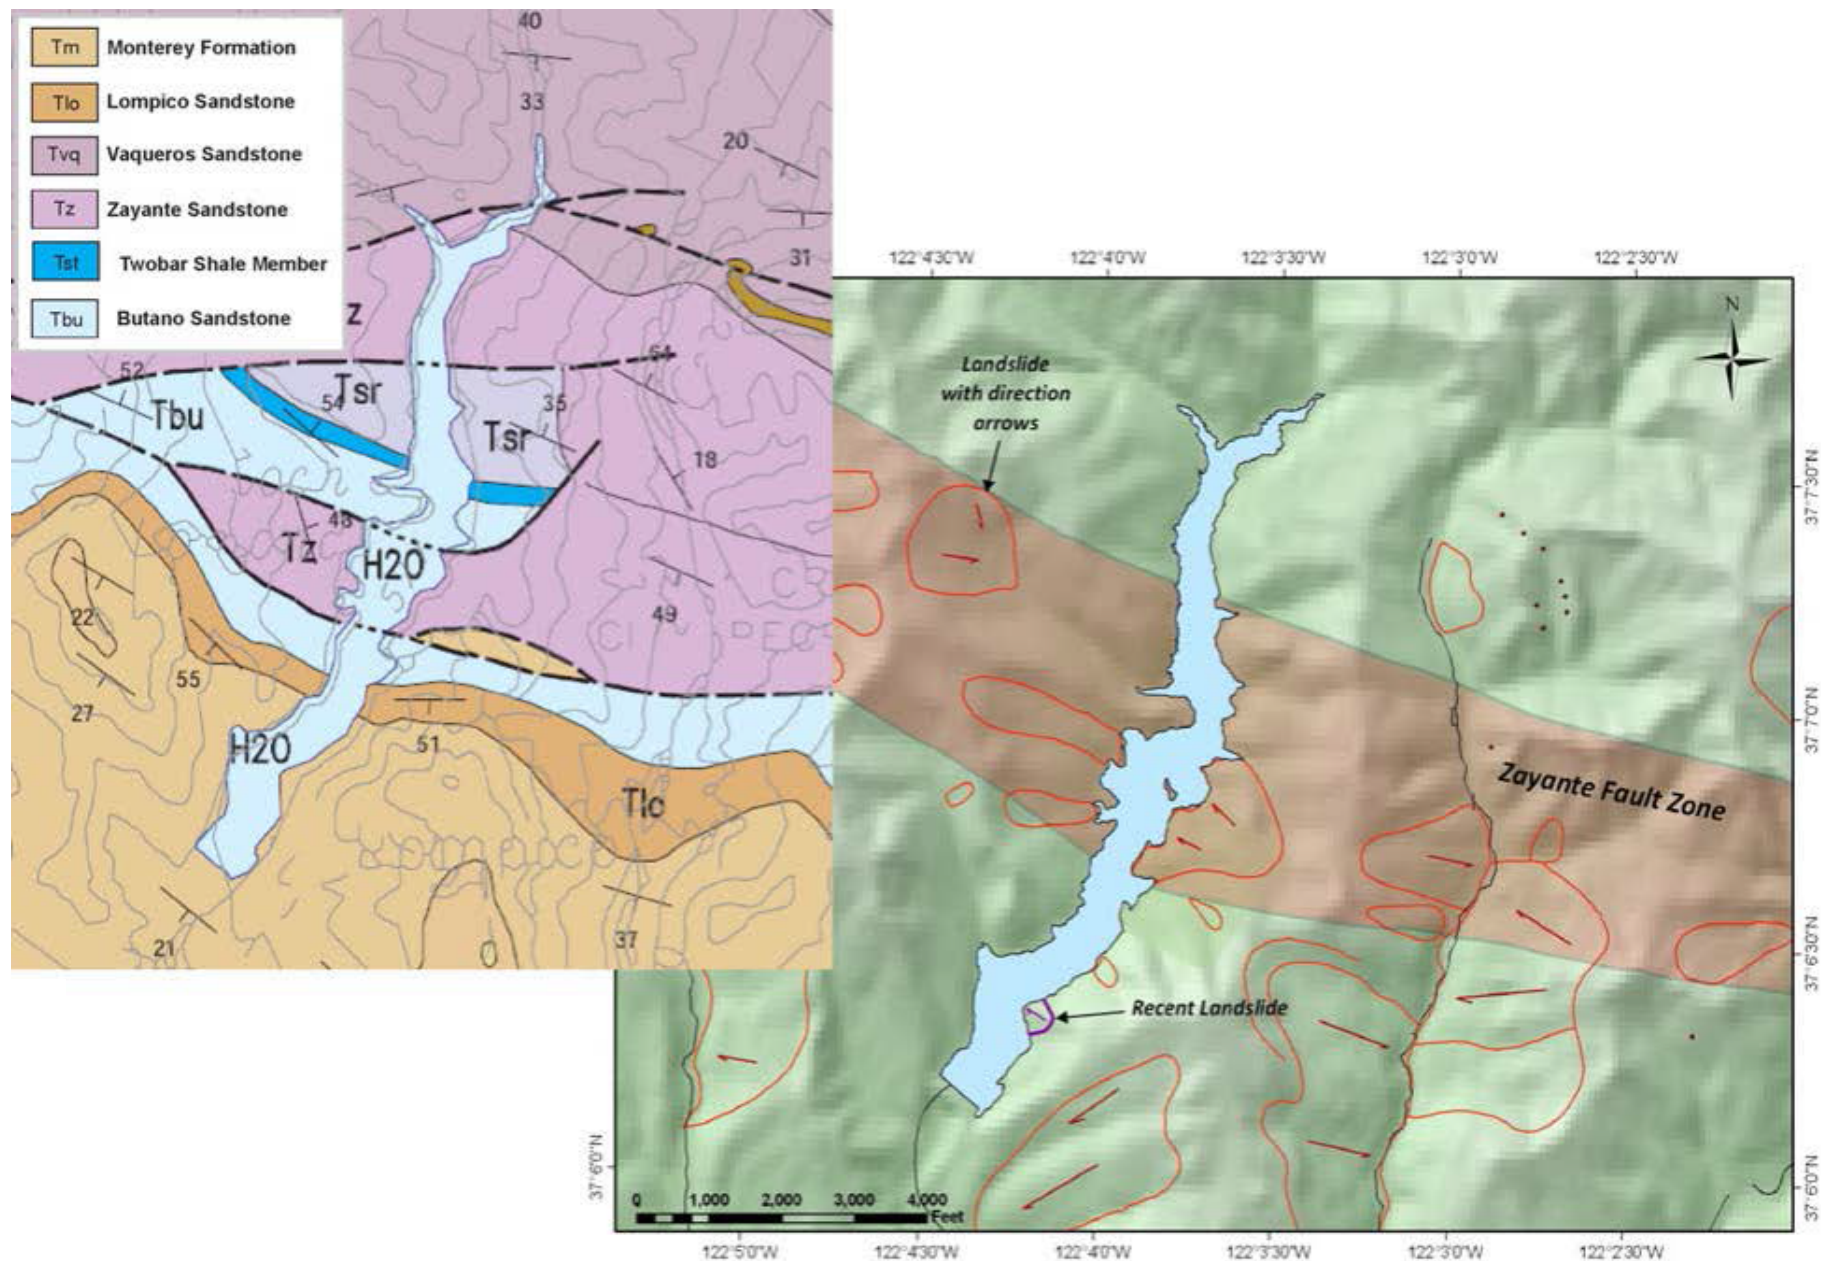 Tm Monterey Formation
Tlo Lompico Sandstone
Tvq Vaqueros Sandstone
Tz Zayante Sandstone
Tst Twobar Shale Member
Tbu Butano Sandstone
40
33
20
31
z
52
64
Tsr
54
35
Tbu
Tsr
18
48
Tz
H2O
22
49
55
27
H2O
51
Tlc
37
21
122°4'30"W 122°4'0"W 122°3'30"W 122°3'0"W 122°2'30"W
N
Landslide
with direction
arrows
37°7'30"N
37°7'0"N
Zayante Fault Zone
37°6'30"N
Recent Landslide
37°6'0"N
37°6'0"N
0 1,000 2,000 3,000 4,000
Feet
122°5'0"W 122°4'30"W 122°4'0"W 122°3'30"W 122°3'0"W 122°2'30"W